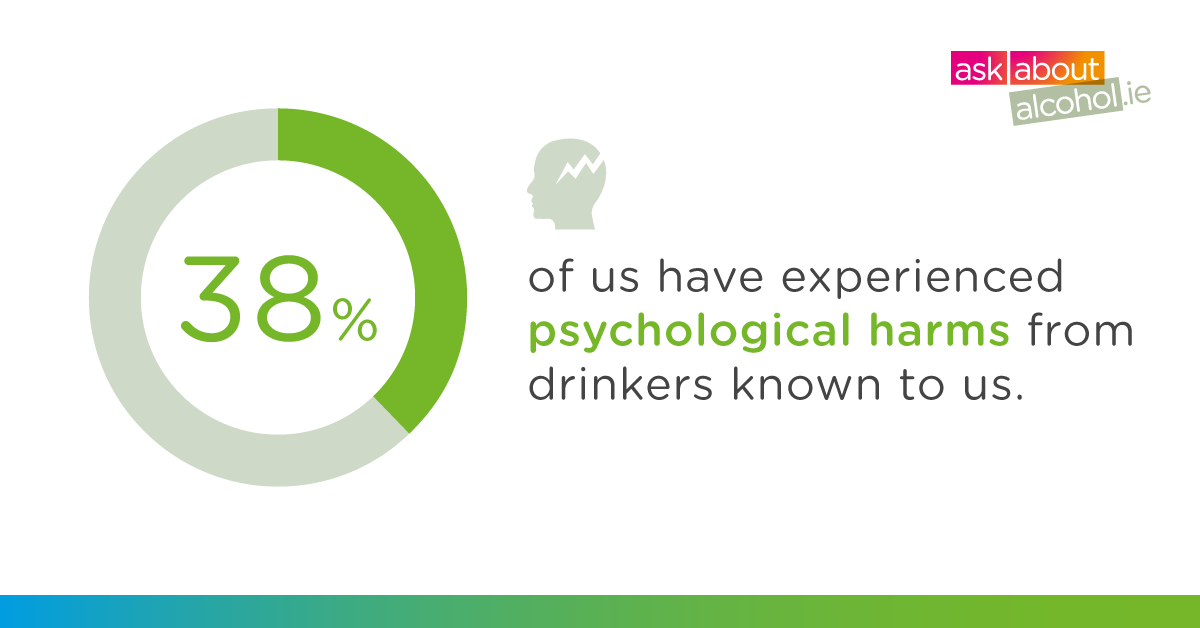 ask about
alcohol.ie
38%
of us have experienced
psychological harms from
drinkers known to us.